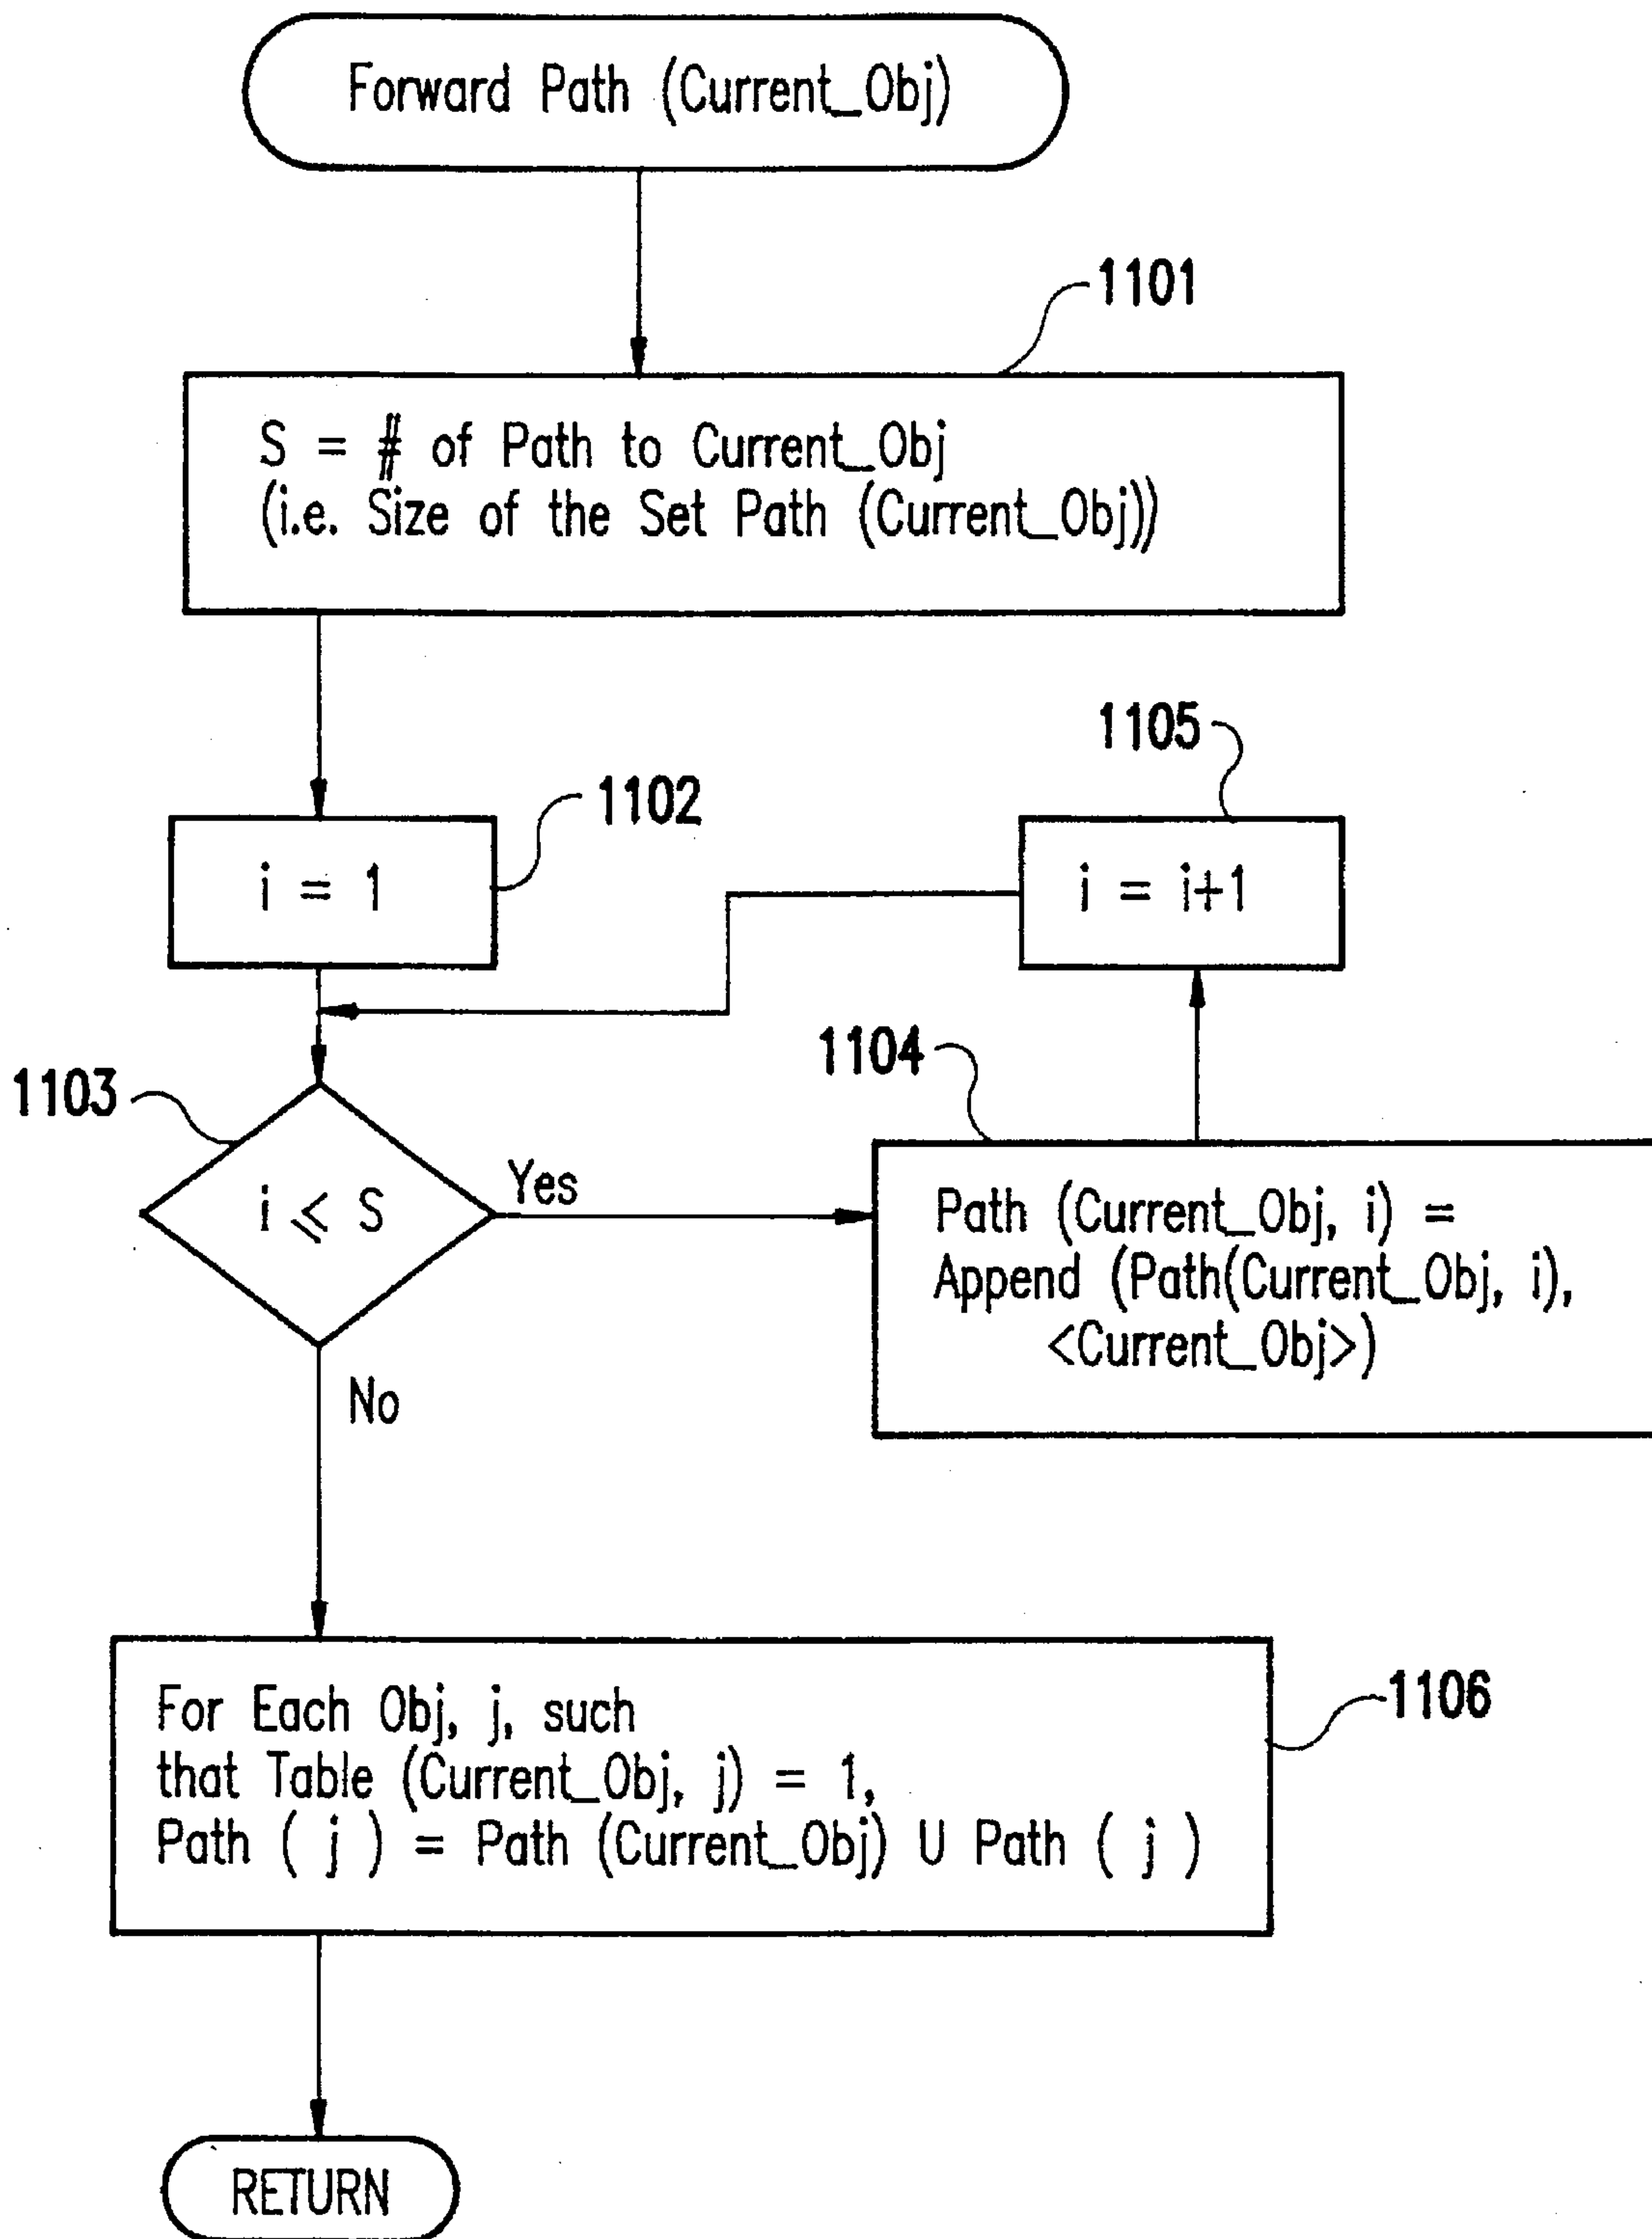 Forward Path (Current_Obj)
1101
S = # of Path to Current_Obj
(i.e. Size of the Set Path (Current_Obj))
1102
i = 1
1105
i = i+1
1103
i ⩽ S
Yes
No
1104
Path (Current_Obj, i) =
Append (Path(Current_Obj, i),
<Current_Obj>)
1106
For Each Obj, j, such
that Table (Current_Obj, j) = 1,
Path ( j ) = Path (Current_Obj) U Path ( j )
RETURN